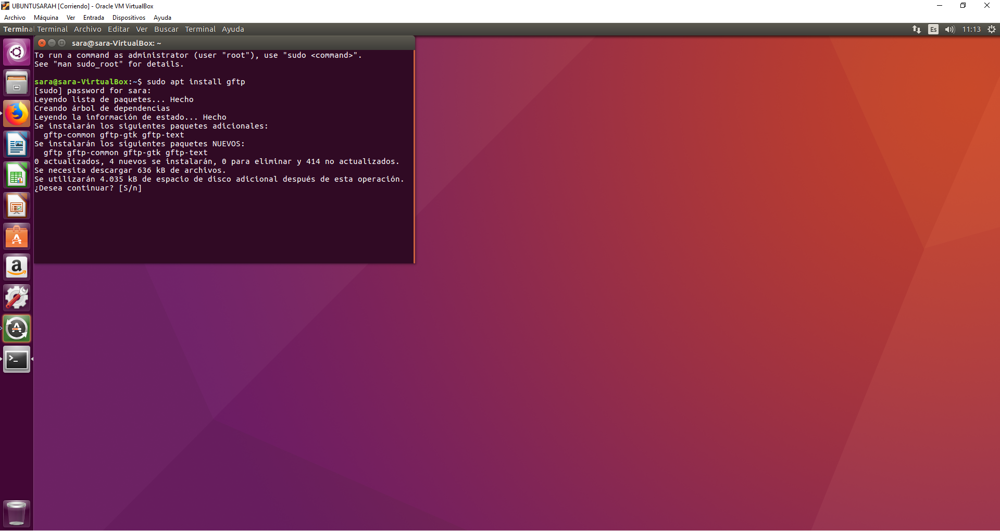 UBUNTUSARAH [Corriendo] - Oracle VM VirtualBox
Archivo Máquina Ver Entrada Dispositivos Ayuda
Termina Terminal Archivo Editar Ver Buscar Terminal Ayuda Es 11:13
sara@sara-VirtualBox: ~
To run a command as administrator (user "root"), use "sudo <command>".
See "man sudo_root" for details.
sara@sara-VirtualBox:~$ sudo apt install gftp
[sudo] password for sara:
Leyendo lista de paquetes... Hecho
Creando árbol de dependencias
Leyendo la información de estado... Hecho
Se instalarán los siguientes paquetes adicionales:
  gftp-common gftp-gtk gftp-text
Se instalarán los siguientes paquetes NUEVOS:
  gftp gftp-common gftp-gtk gftp-text
0 actualizados, 4 nuevos se instalarán, 0 para eliminar y 414 no actualizados.
Se necesita descargar 636 kB de archivos.
Se utilizarán 4.035 kB de espacio de disco adicional después de esta operación.
¿Desea continuar? [S/n]